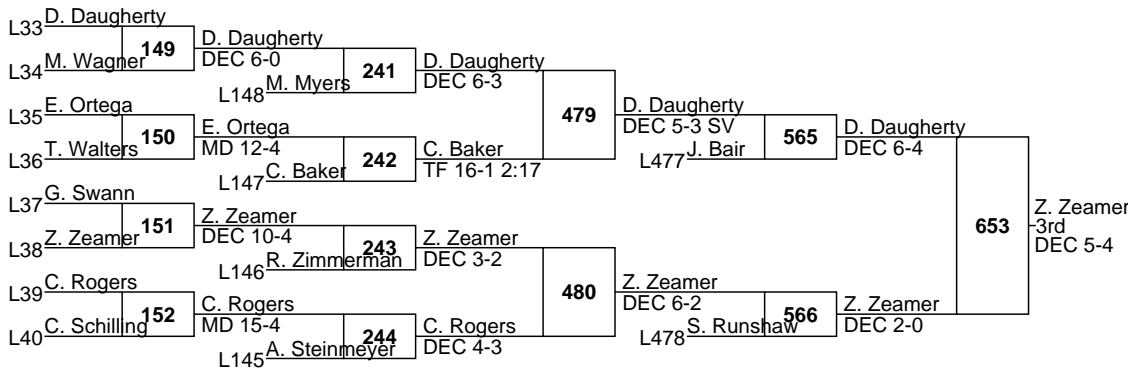 L33 D. Daugherty
149
L34 M. Wagner
D. Daugherty
DEC 6-0
241
L148 M. Myers
D. Daugherty
DEC 6-3
L35 E. Ortega
150
L36 T. Walters
E. Ortega
MD 12-4
242
L147 C. Baker
C. Baker
TF 16-1 2:17
479
D. Daugherty
DEC 5-3 SV
565
L477 J. Bair
D. Daugherty
DEC 6-4
L37 G. Swann
151
L38 Z. Zeamer
Z. Zeamer
DEC 10-4
243
L146 R. Zimmerman
Z. Zeamer
DEC 3-2
L39 C. Rogers
152
L40 C. Schilling
C. Rogers
MD 15-4
244
L145 A. Steinmeyer
C. Rogers
DEC 4-3
480
Z. Zeamer
DEC 6-2
566
L478 S. Runshaw
Z. Zeamer
DEC 2-0
653
Z. Zeamer
3rd
DEC 5-4